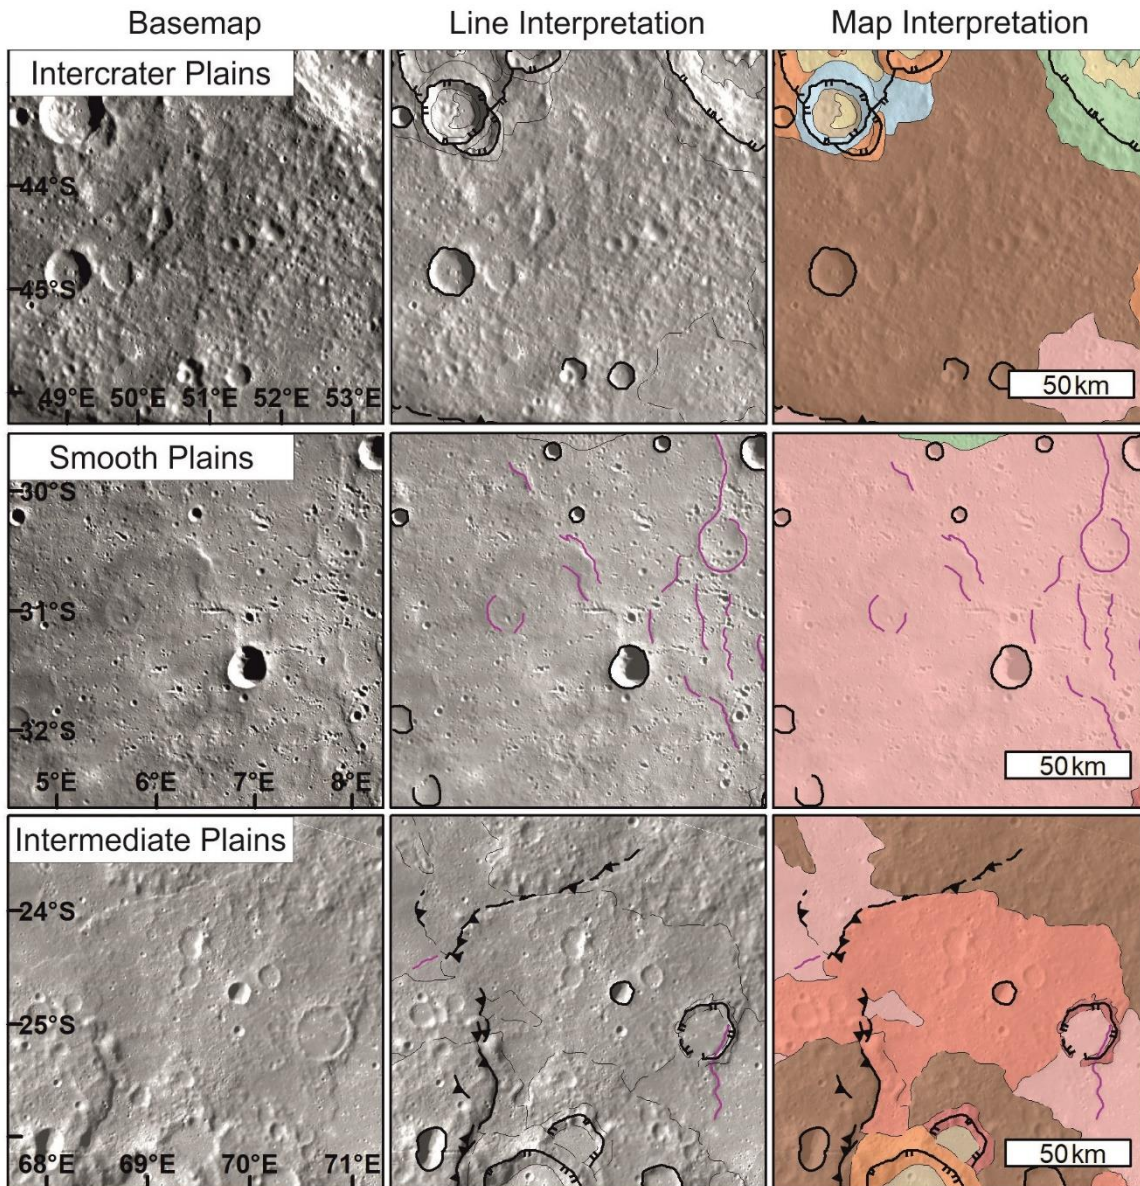 Basemap
Line Interpretation
Map Interpretation
Intercrater Plains
44°S
45°S
49°E 50°E 51°E 52°E 53°E
50 km
Smooth Plains
30°S
31°S
32°S
5°E 6°E 7°E 8°E
50 km
Intermediate Plains
24°S
25°S
68°E 69°E 70°E 71°E
50 km